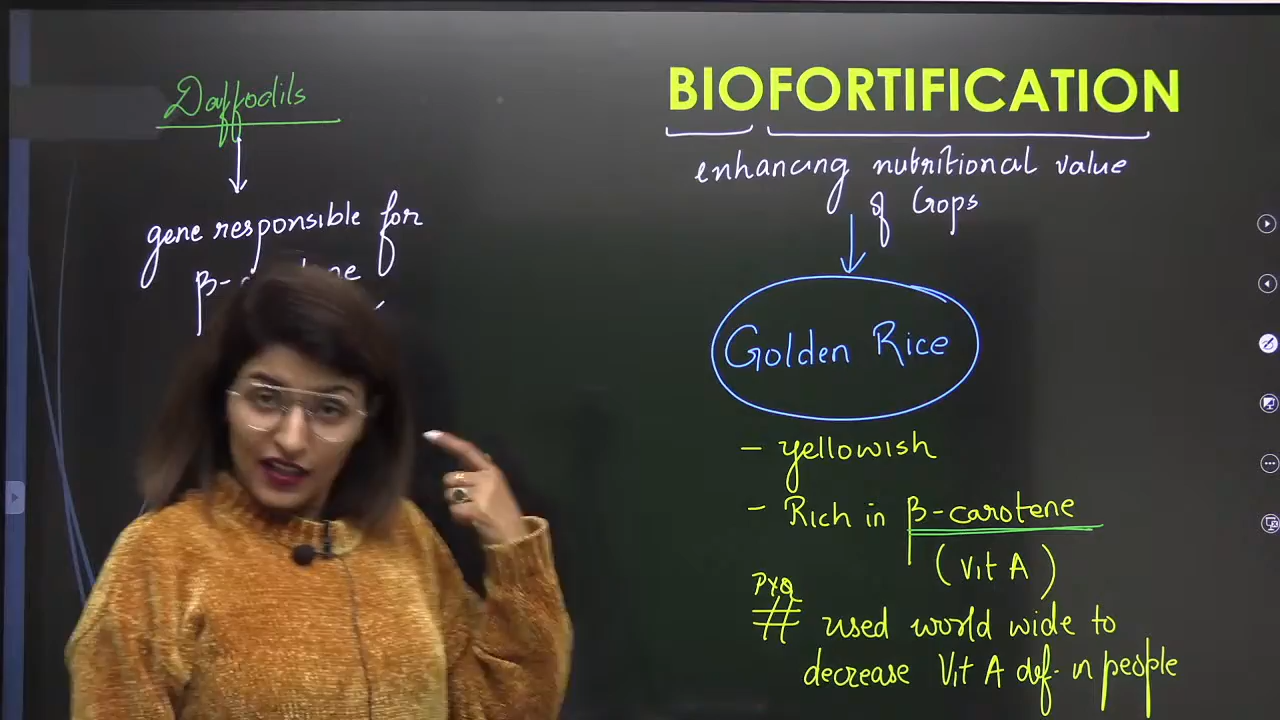 Daffodils
gene responsible for
β-
BIOFORTIFICATION
enhancing nutritional value
of Crops
Golden Rice
- yellowish
- Rich in β-carotene
(Vit A)
PYQ
# used world wide to
decrease Vit A def. in people